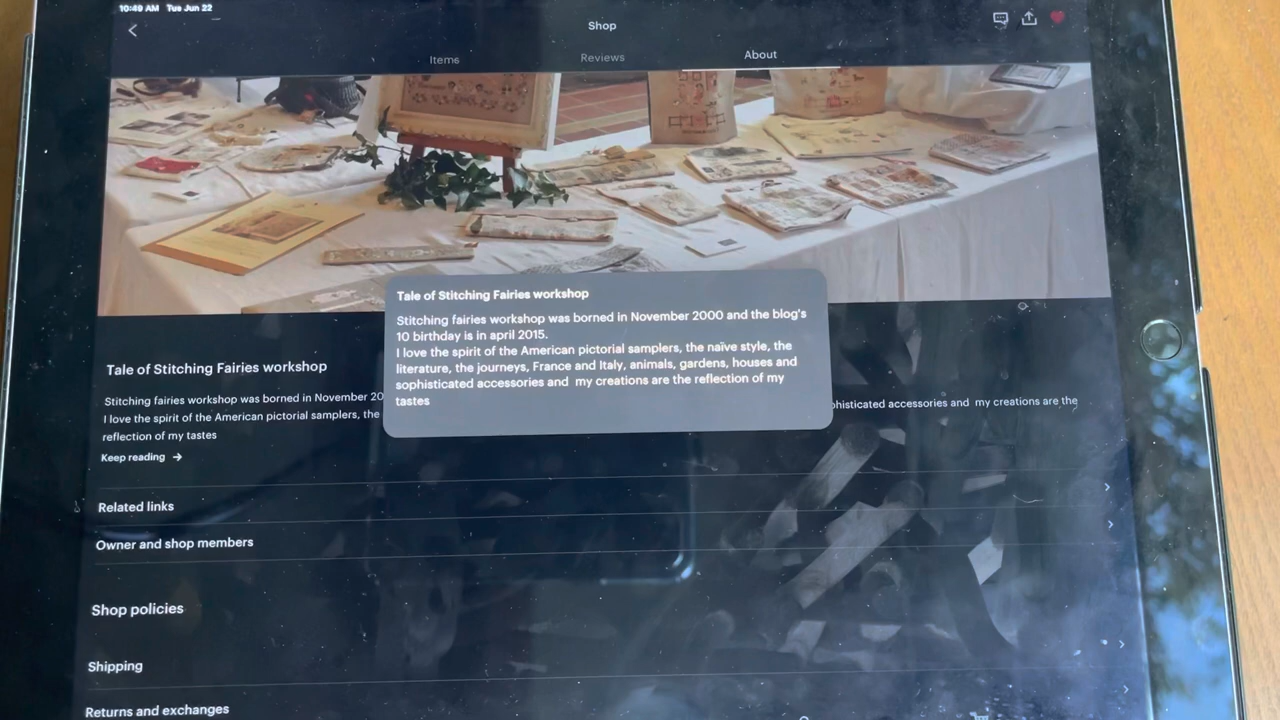 10:49 AM Tue Jun 22
Shop
Items
Reviews
About
Tale of Stitching Fairies workshop
Stitching fairies workshop was borned in November 2000 and the blog's
10 birthday is in april 2015.
I love the spirit of the American pictorial samplers, the naïve style, the
literature, the journeys, France and Italy, animals, gardens, houses and
sophisticated accessories and my creations are the reflection of my
tastes
Tale of Stitching Fairies workshop
Stitching fairies workshop was borned in November 20
I love the spirit of the American pictorial samplers, the phisticated accessories and my creations are the
reflection of my tastes
Keep reading →
Related links
Owner and shop members
Shop policies
Shipping
Returns and exchanges